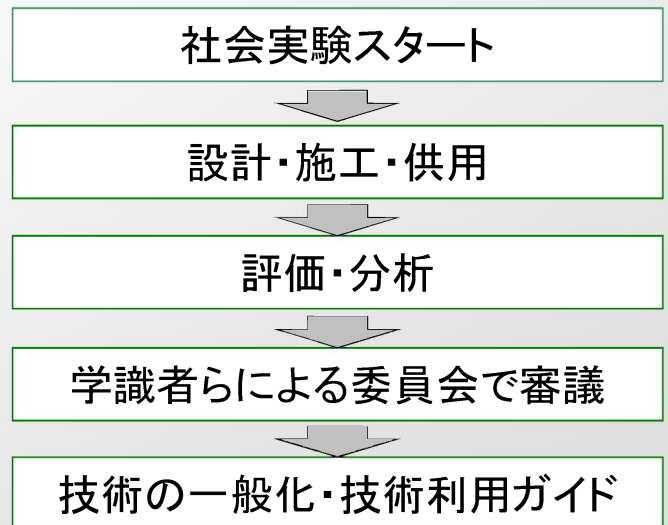 社会実験スタート
設計・施工・供用
評価・分析
学識者らによる委員会で審議
技術の一般化・技術利用ガイド